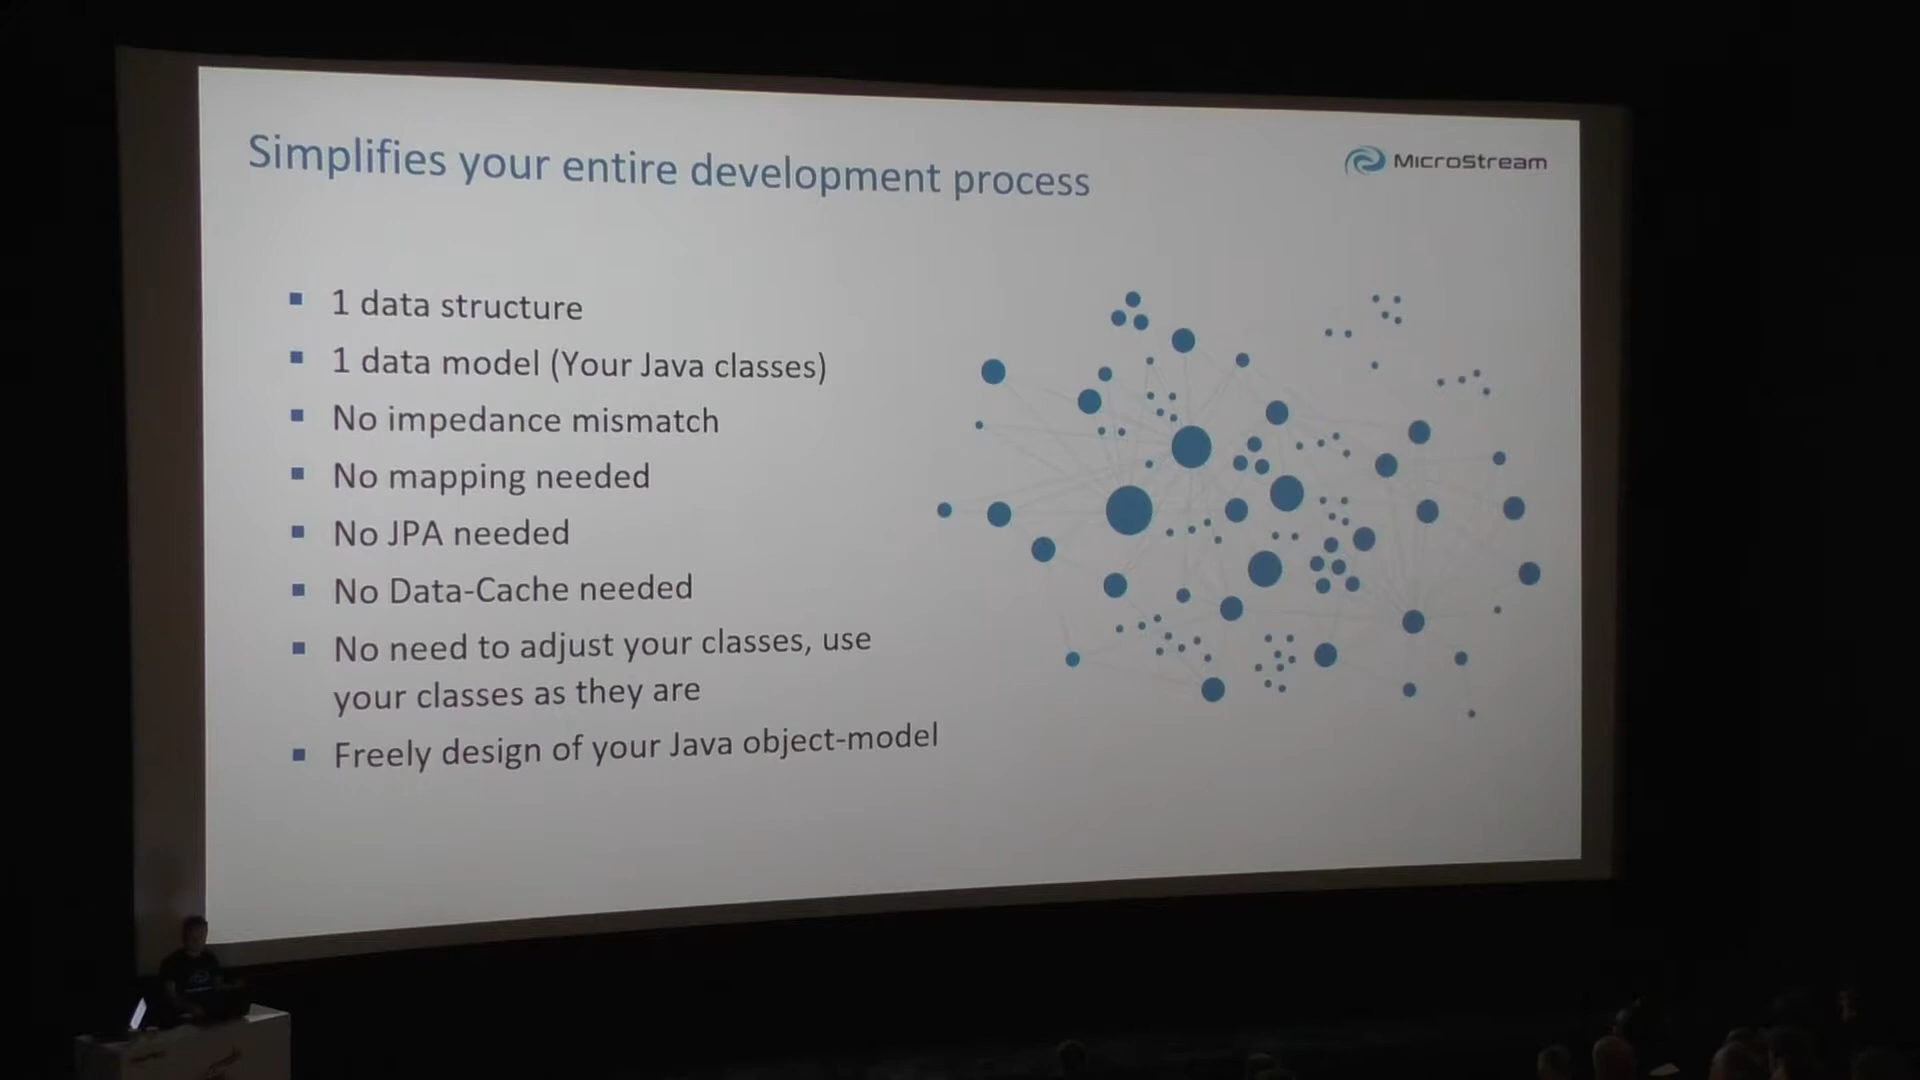 Simplifies your entire development process
MicroStream
1 data structure
1 data model (Your Java classes)
No impedance mismatch
No mapping needed
No JPA needed
No Data-Cache needed
No need to adjust your classes, use
your classes as they are
Freely design of your Java object-model